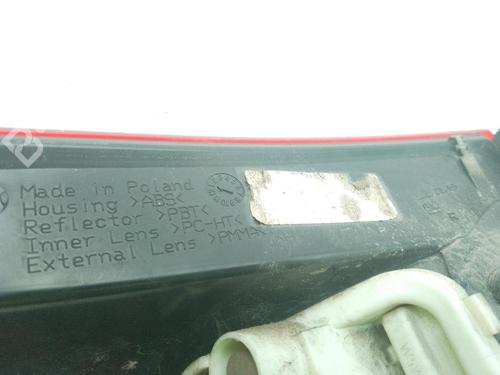 Made in Poland
Housing >ABS<
Reflector >PBT<
Inner Lens >PC-HT<
External Lens >PMMA<